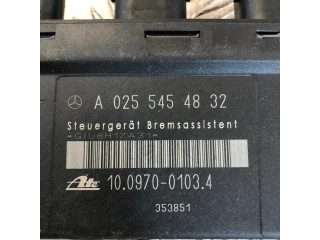 A 025 545 48 32
Steuergerät Bremsassistent
Ate 10.0970-0103.4
353851